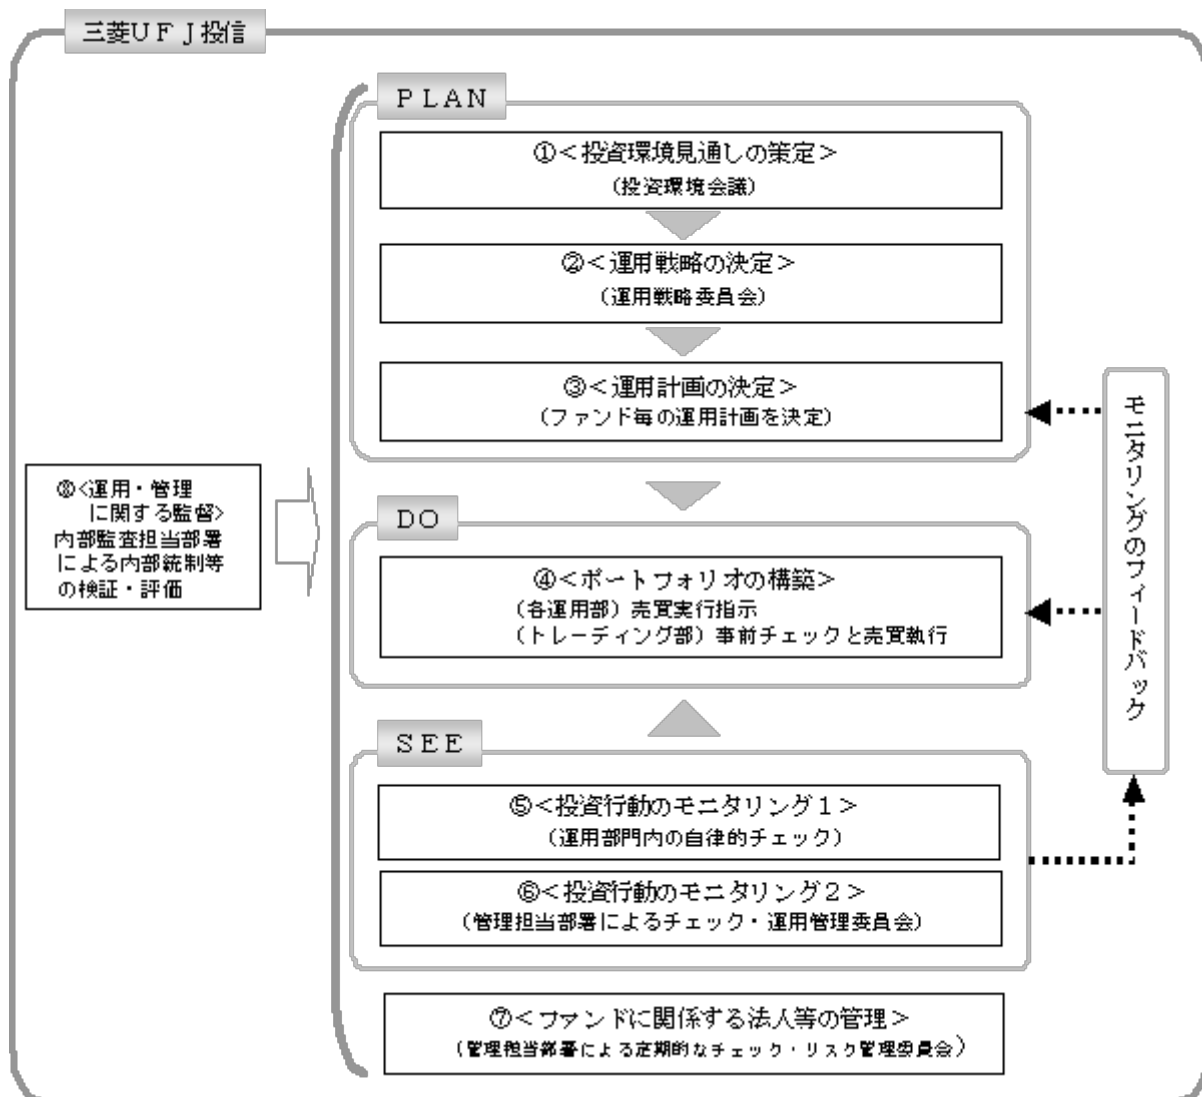 三菱ＵＦＪ投信
ＰＬＡＮ
①＜投資環境見通しの策定＞
（投資環境会議）
②＜運用戦略の決定＞
（運用戦略委員会）
③＜運用計画の決定＞
（ファンド毎の運用計画を決定）
⑧<運用・管理
に関する監督>
内部監査担当部署
による内部統制等
の検証・評価
ＤＯ
④＜ポートフォリオの構築＞
（各運用部）売買実行指示
（トレーディング部）事前チェックと売買執行
ＳＥＥ
⑤＜投資行動のモニタリング１＞
（運用部門内の自律的チェック）
⑥＜投資行動のモニタリング２＞
（管理担当部署によるチェック・運用管理委員会）
⑦＜ファンドに関係する法人等の管理＞
（管理担当部署による定期的なチェック・リスク管理委員会）
モニタリングのフィードバック